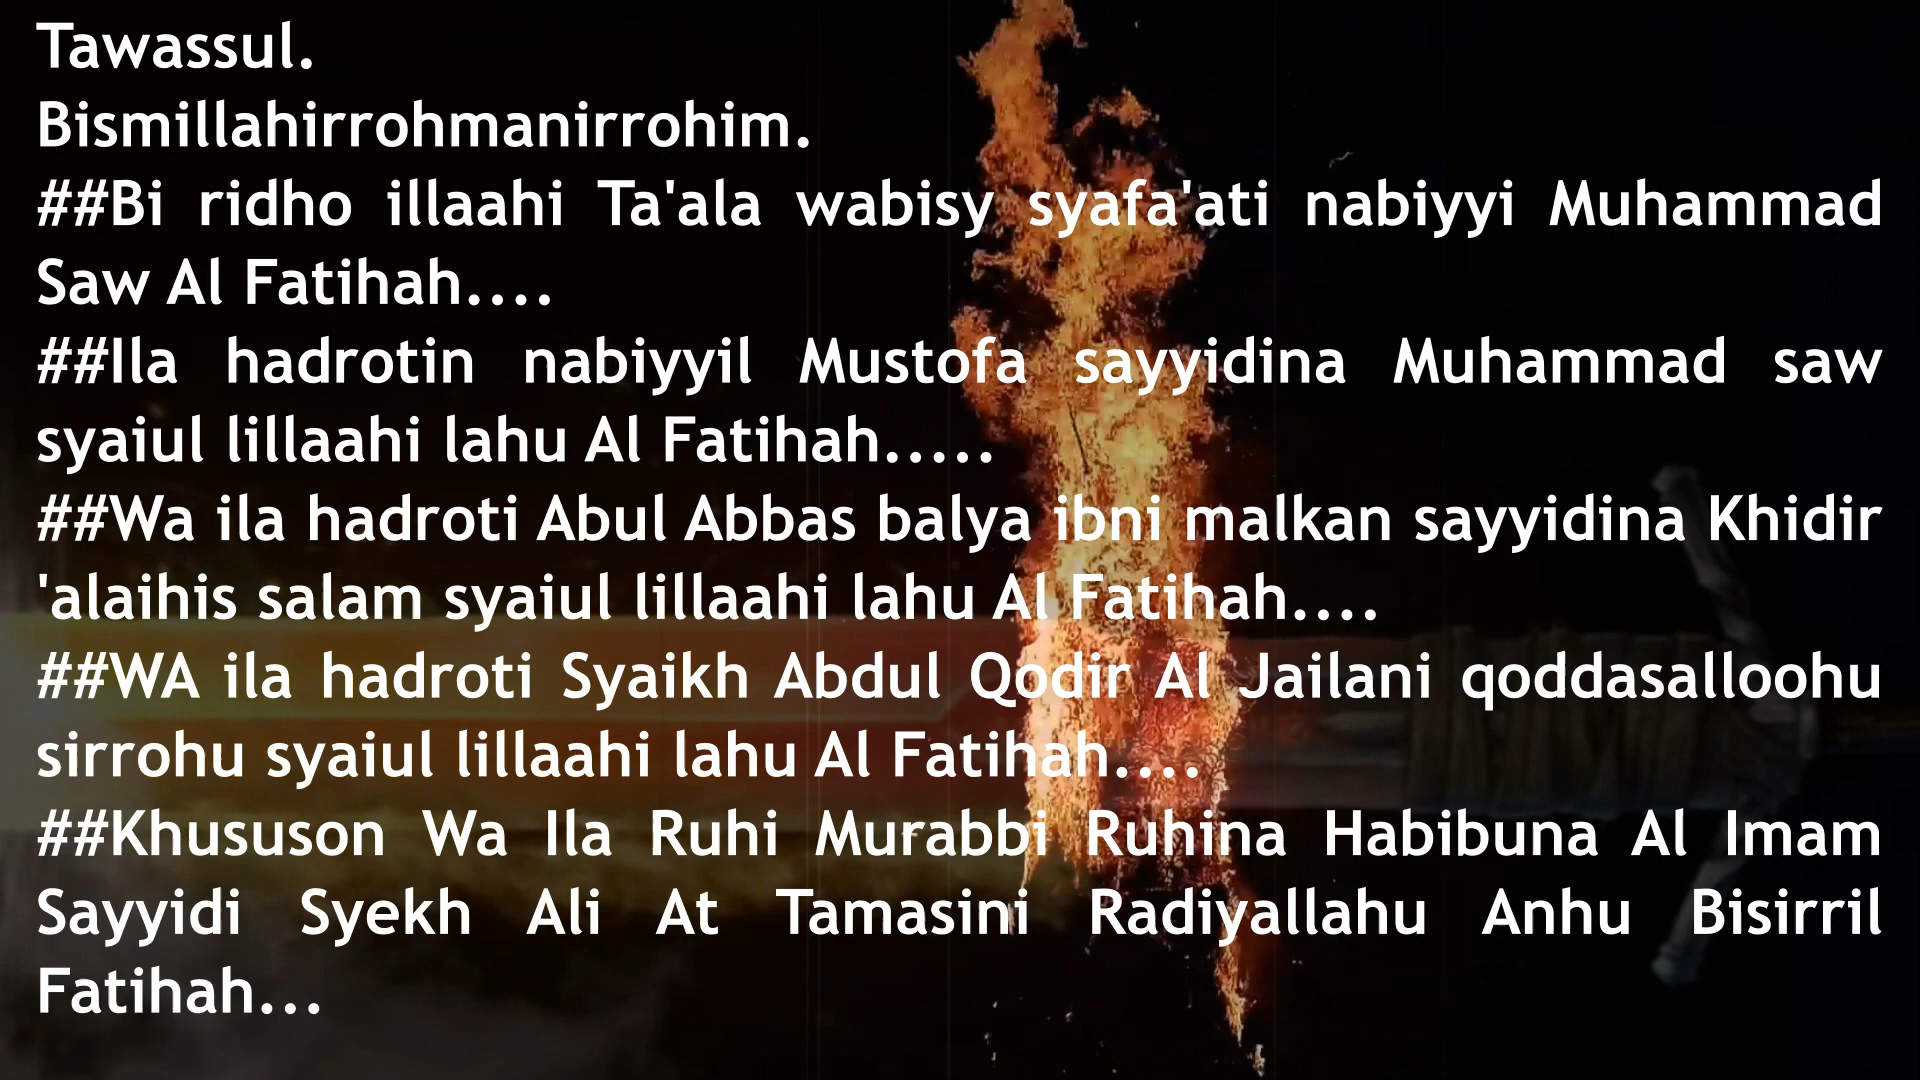 Tawassul.
Bismillahirrohmanirrohim.
##Bi ridho illaahi Ta'ala wabisy syafa'ati nabiyyi Muhammad
Saw Al Fatihah....
##Ila hadrotin nabiyyil Mustofa sayyidina Muhammad saw
syaiul lillaahi lahu Al Fatihah.....
##Wa ila hadroti Abul Abbas balya ibni malkan sayyidina Khidir
'alaihis salam syaiul lillaahi lahu Al Fatihah....
##WA ila hadroti Syaikh Abdul Qodir Al Jailani qoddasalloohu
sirrohu syaiul lillaahi lahu Al Fatihah....
##Khususon Wa Ila Ruhi Murabbi Ruhina Habibuna Al Imam
Sayyidi Syekh Ali At Tamasini Radiyallahu Anhu Bisirril
Fatihah...